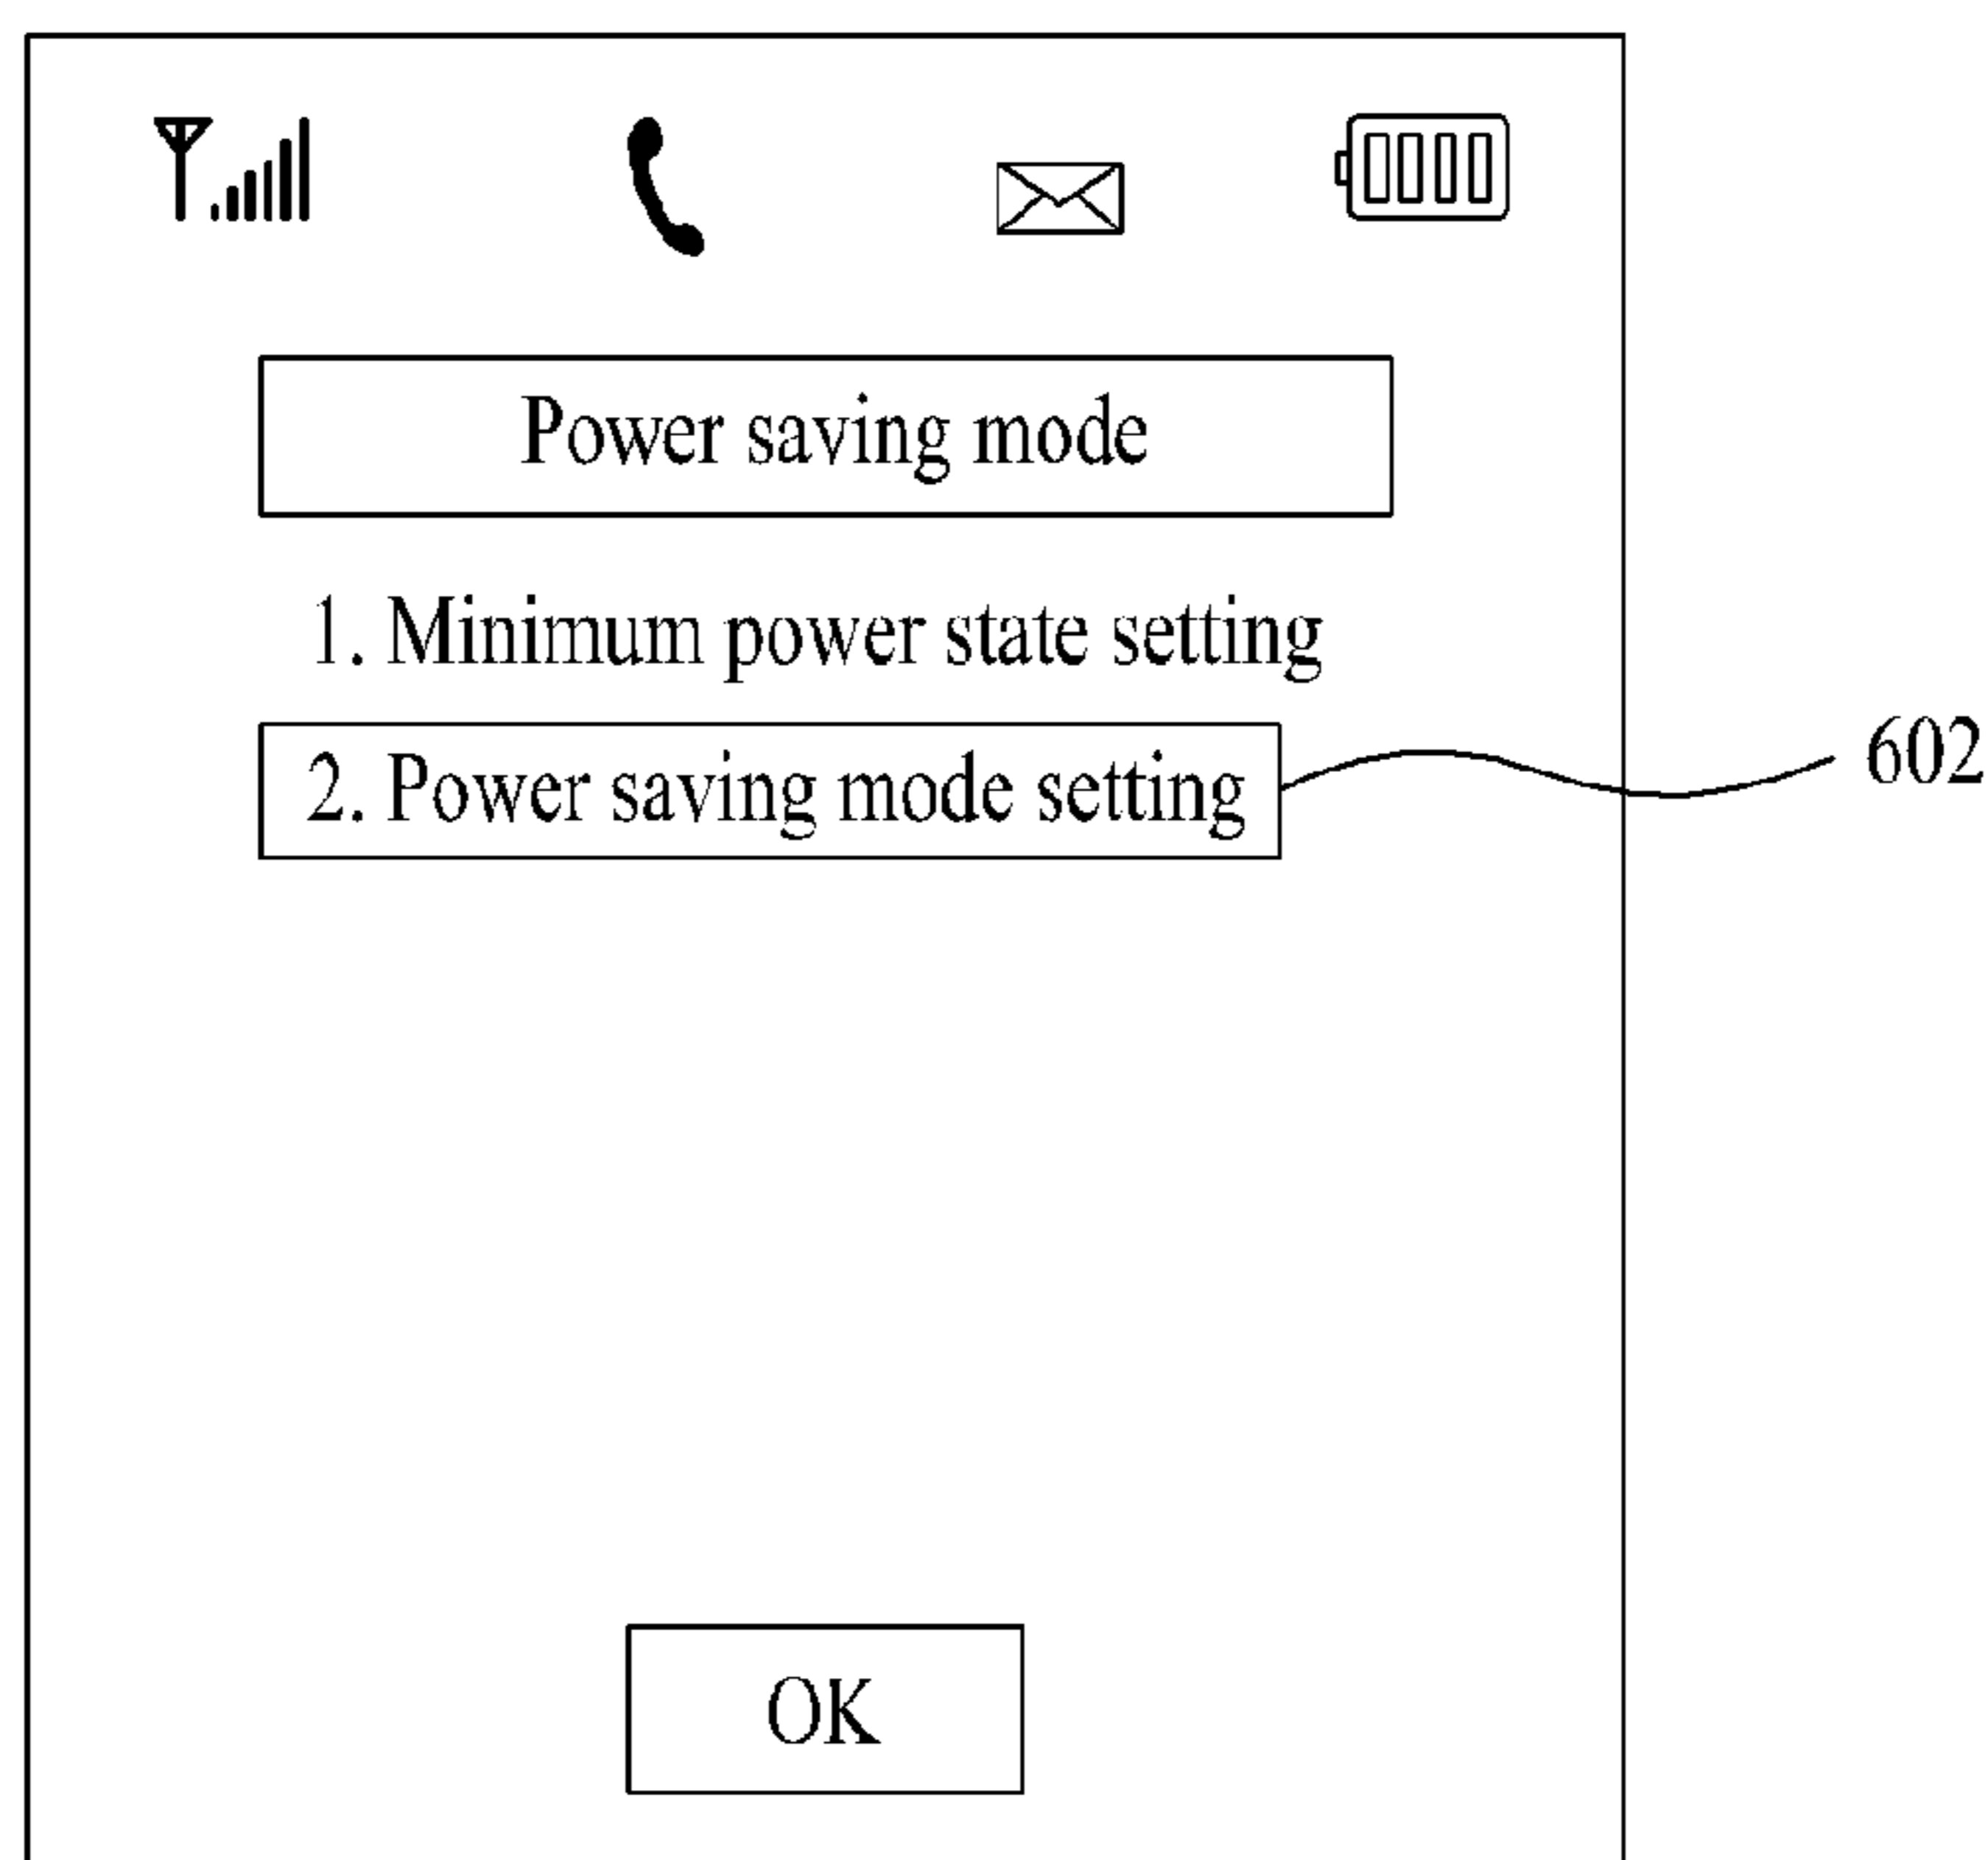 Power saving mode
1. Minimum power state setting
2. Power saving mode setting
602
OK